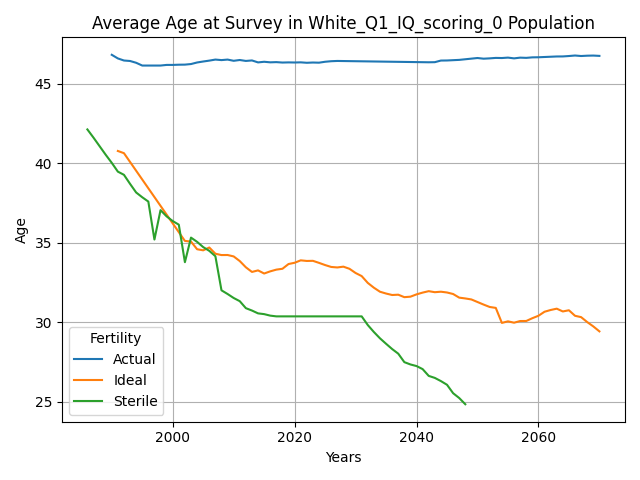 Average Age at Survey in White_Q1_IQ_scoring_0 Population
Age
45
40
35
30
25
Fertility
Actual
Ideal
Sterile
2000
2020
2040
2060
Years